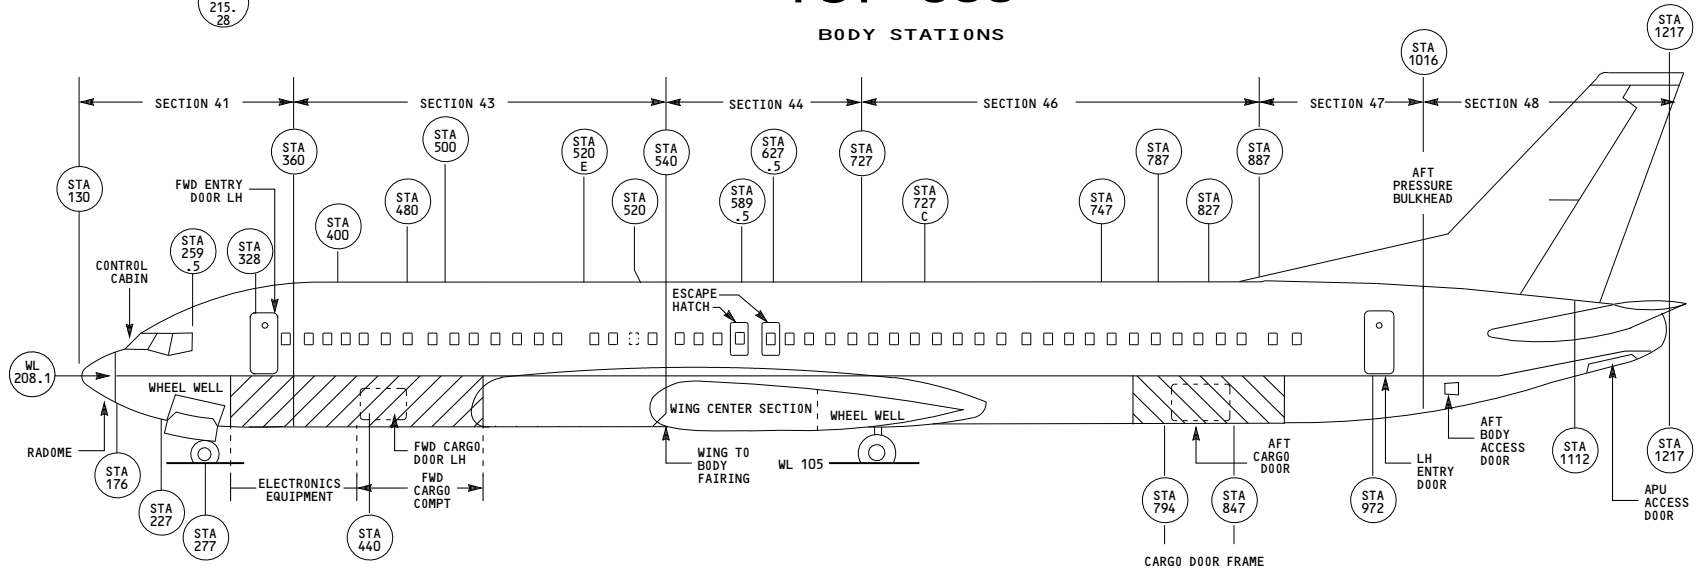 215.
28
BODY STATIONS
STA
1217
STA
1016
SECTION 41
SECTION 43
SECTION 44
SECTION 46
SECTION 47
SECTION 48
STA
130
STA
360
STA
500
STA
520
E
STA
540
STA
627
.5
STA
727
STA
787
STA
887
FWD ENTRY
DOOR LH
STA
400
STA
480
STA
520
STA
589
.5
STA
727
C
STA
747
STA
827
AFT
PRESSURE
BULKHEAD
STA
259
.5
STA
328
CONTROL
CABIN
ESCAPE
HATCH
WL
208.1
WHEEL WELL
WING CENTER SECTION
WHEEL WELL
RADOME
STA
176
STA
227
STA
277
ELECTRONICS
EQUIPMENT
FWD CARGO
DOOR LH
FWD
CARGO
COMPT
STA
440
WING TO
BODY
FAIRING
WL 105
AFT
CARGO
DOOR
STA
794
STA
847
CARGO DOOR FRAME
STA
972
LH
ENTRY
DOOR
AFT
BODY
ACCESS
DOOR
STA
1112
STA
1217
APU
ACCESS
DOOR